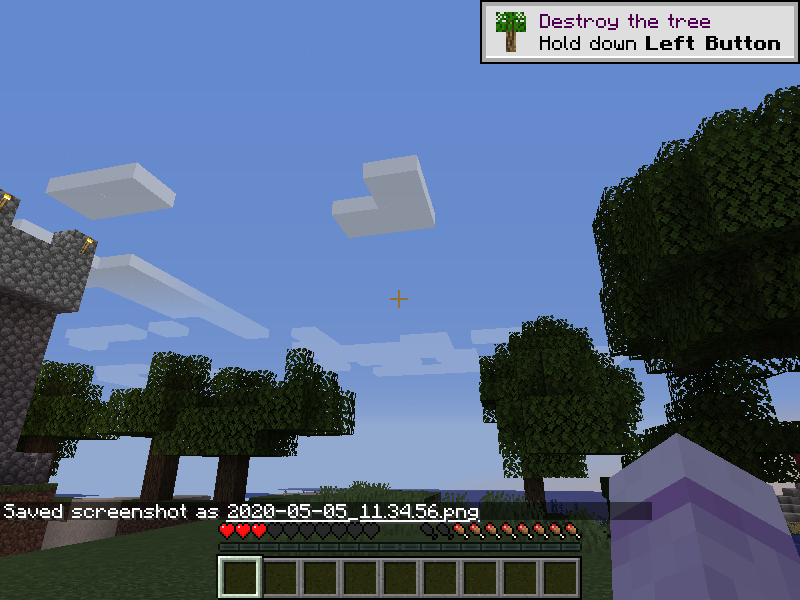 Destroy the tree
Hold down Left Button
Saved screenshot as 2020-05-05_11.34.56.png